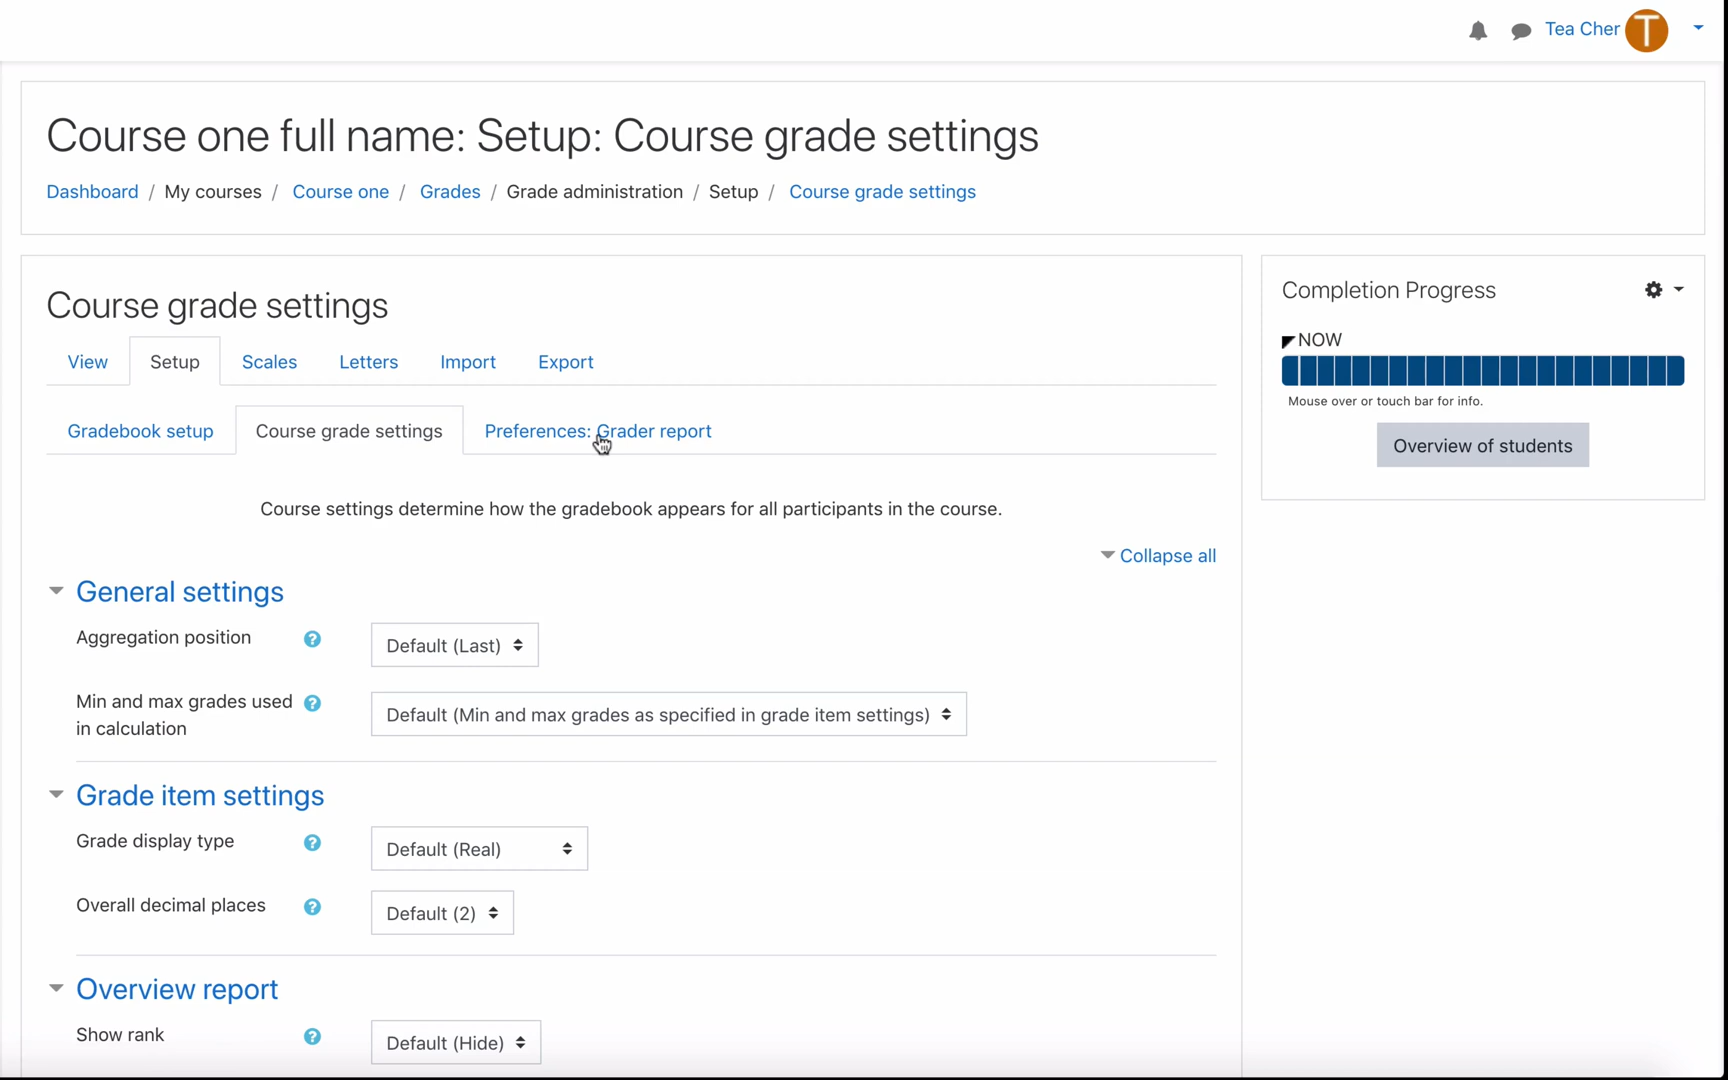 Tea Cher
T
Course one full name: Setup: Course grade settings
Dashboard / My courses / Course one / Grades / Grade administration / Setup / Course grade settings
Course grade settings
View Setup Scales Letters Import Export
Gradebook setup Course grade settings Preferences: Grader report
Course settings determine how the gradebook appears for all participants in the course.
Collapse all
General settings
Aggregation position ? Default (Last)
Min and max grades used
in calculation
? Default (Min and max grades as specified in grade item settings)
Grade item settings
Grade display type ? Default (Real)
Overall decimal places ? Default (2)
Overview report
Show rank ? Default (Hide)
Completion Progress
NOW
Mouse over or touch bar for info.
Overview of students